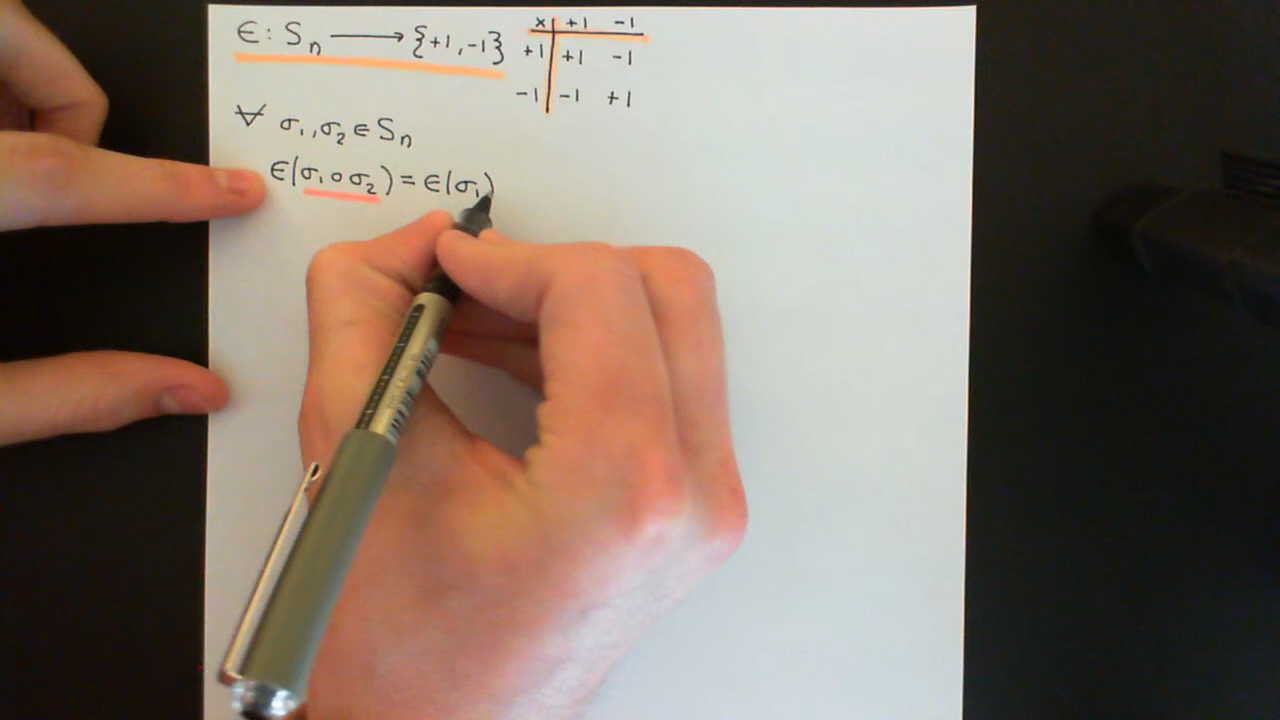 ∈: Sₙ ⟶ {+1, -1}
× | +1 -1
+1 | +1 -1
-1 | -1 +1
∀ σ₁, σ₂ ∈ Sₙ
∈(σ₁ ∘ σ₂) = ∈(σ₁)